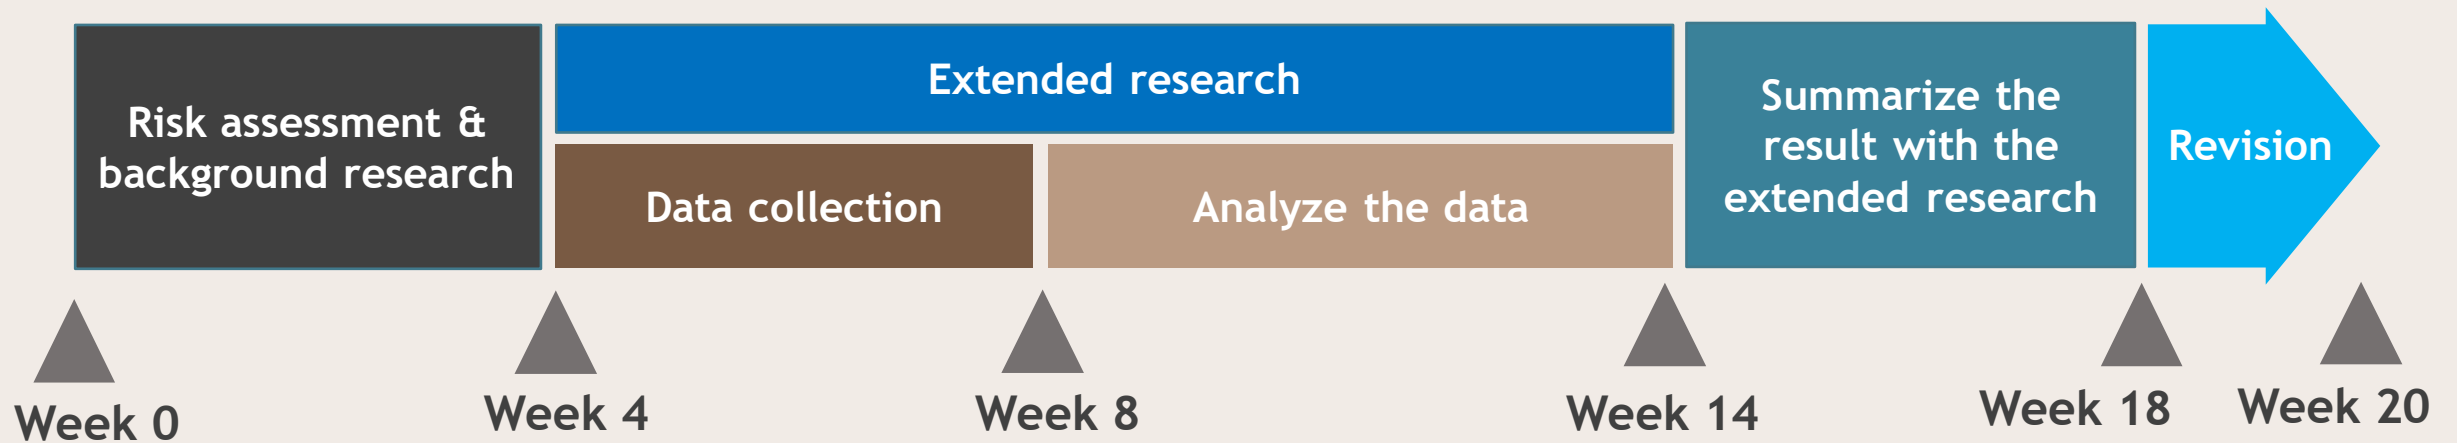 Risk assessment &
background research
Extended research
Data collection
Analyze the data
Summarize the
result with the
extended research
Revision
Week 0
Week 4
Week 8
Week 14
Week 18
Week 20